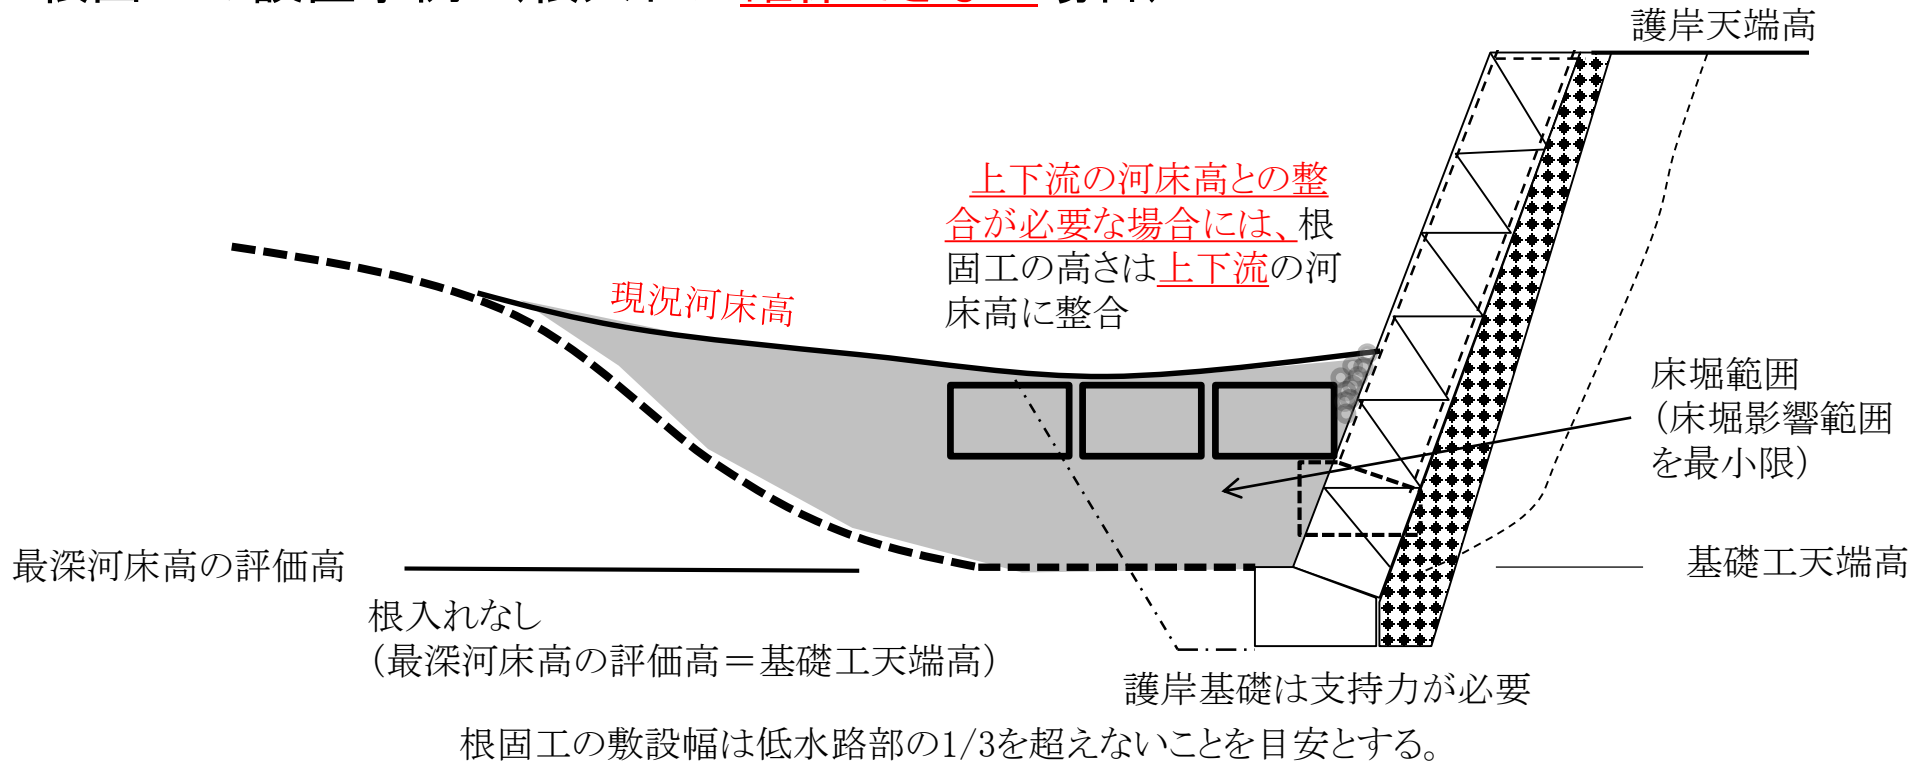 護岸天端高
上下流の河床高との整
合が必要な場合には、根
固工の高さは上下流の河
床高に整合
現況河床高
床堀範囲
（床堀影響範囲
を最小限）
最深河床高の評価高
基礎工天端高
根入れなし
（最深河床高の評価高＝基礎工天端高）
護岸基礎は支持力が必要
根固工の敷設幅は低水路部の1/3を超えないことを目安とする。